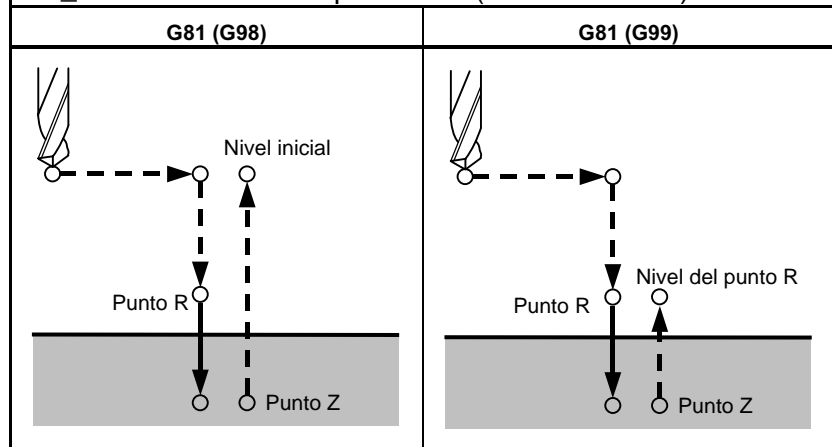 G81 (G98)
G81 (G99)
Nivel inicial
Punto R
Punto Z
Nivel del punto R
Punto R
Punto Z